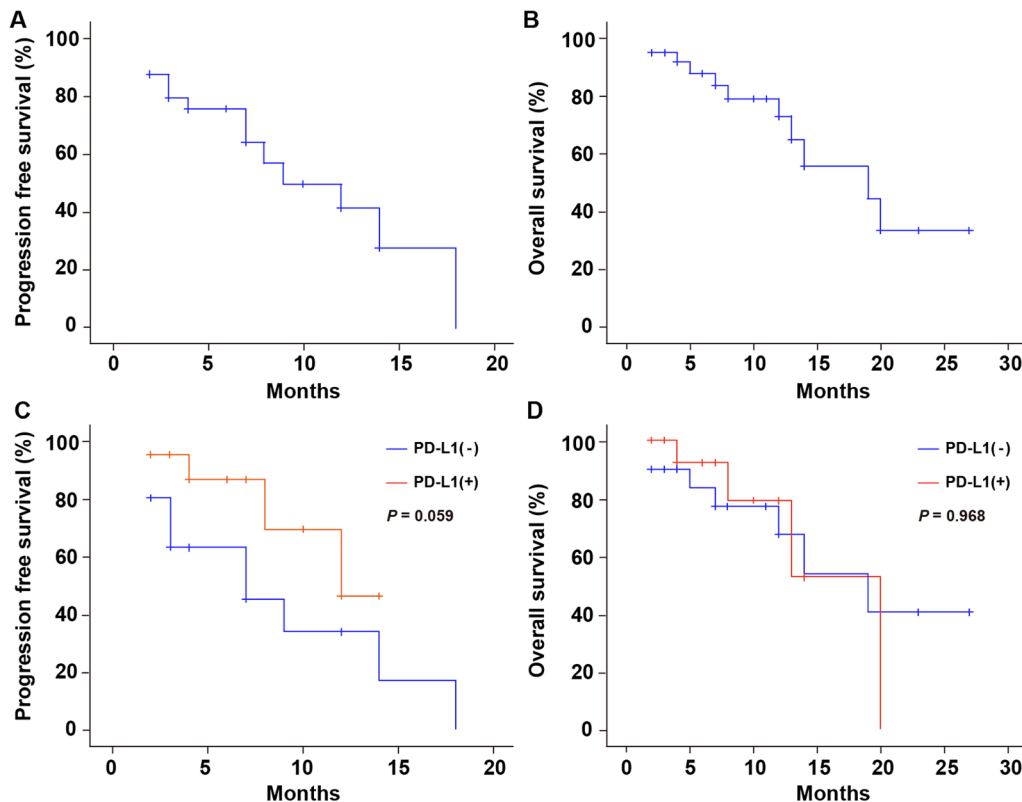 A
Progression free survival (%)
100
80
60
40
20
0
0 5 10 15 20
Months
B
Overall survival (%)
100
80
60
40
20
0
0 5 10 15 20 25 30
Months
C
Progression free survival (%)
100
80
60
40
20
0
PD-L1(-)
PD-L1(+)
P = 0.059
0 5 10 15 20
Months
D
Overall survival (%)
100
80
60
40
20
0
PD-L1(-)
PD-L1(+)
P = 0.968
0 5 10 15 20 25 30
Months